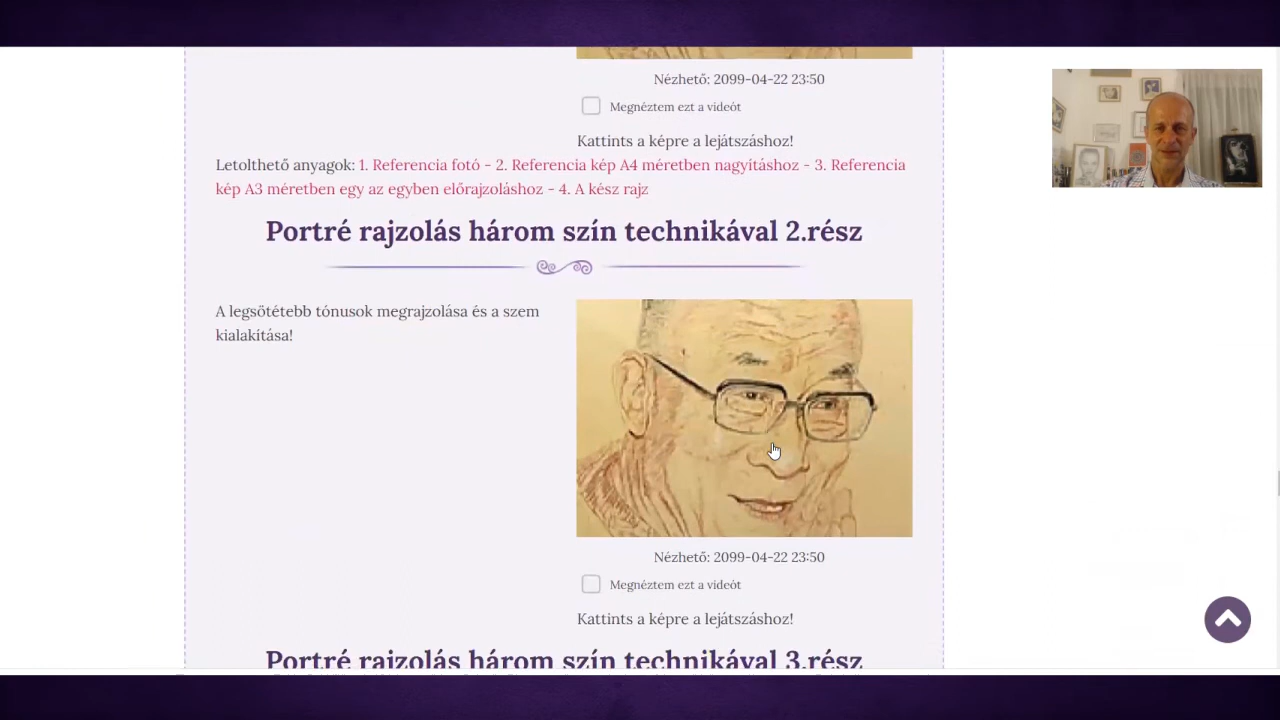 Nézhető: 2099-04-22 23:50
Megnéztem ezt a videót
Kattints a képre a lejátszáshoz!
Letolthető anyagok: 1. Referencia fotó - 2. Referencia kép A4 méretben nagyításhoz - 3. Referencia
kép A3 méretben egy az egyben előrajzoláshoz - 4. A kész rajz
Portré rajzolás három szín technikával 2.rész
A legsőtétebb tónusok megrajzolása és a szem
kialakítása!
Nézhető: 2099-04-22 23:50
Megnéztem ezt a videót
Kattints a képre a lejátszáshoz!
Portré rajzolás három szín technikával 3.rész